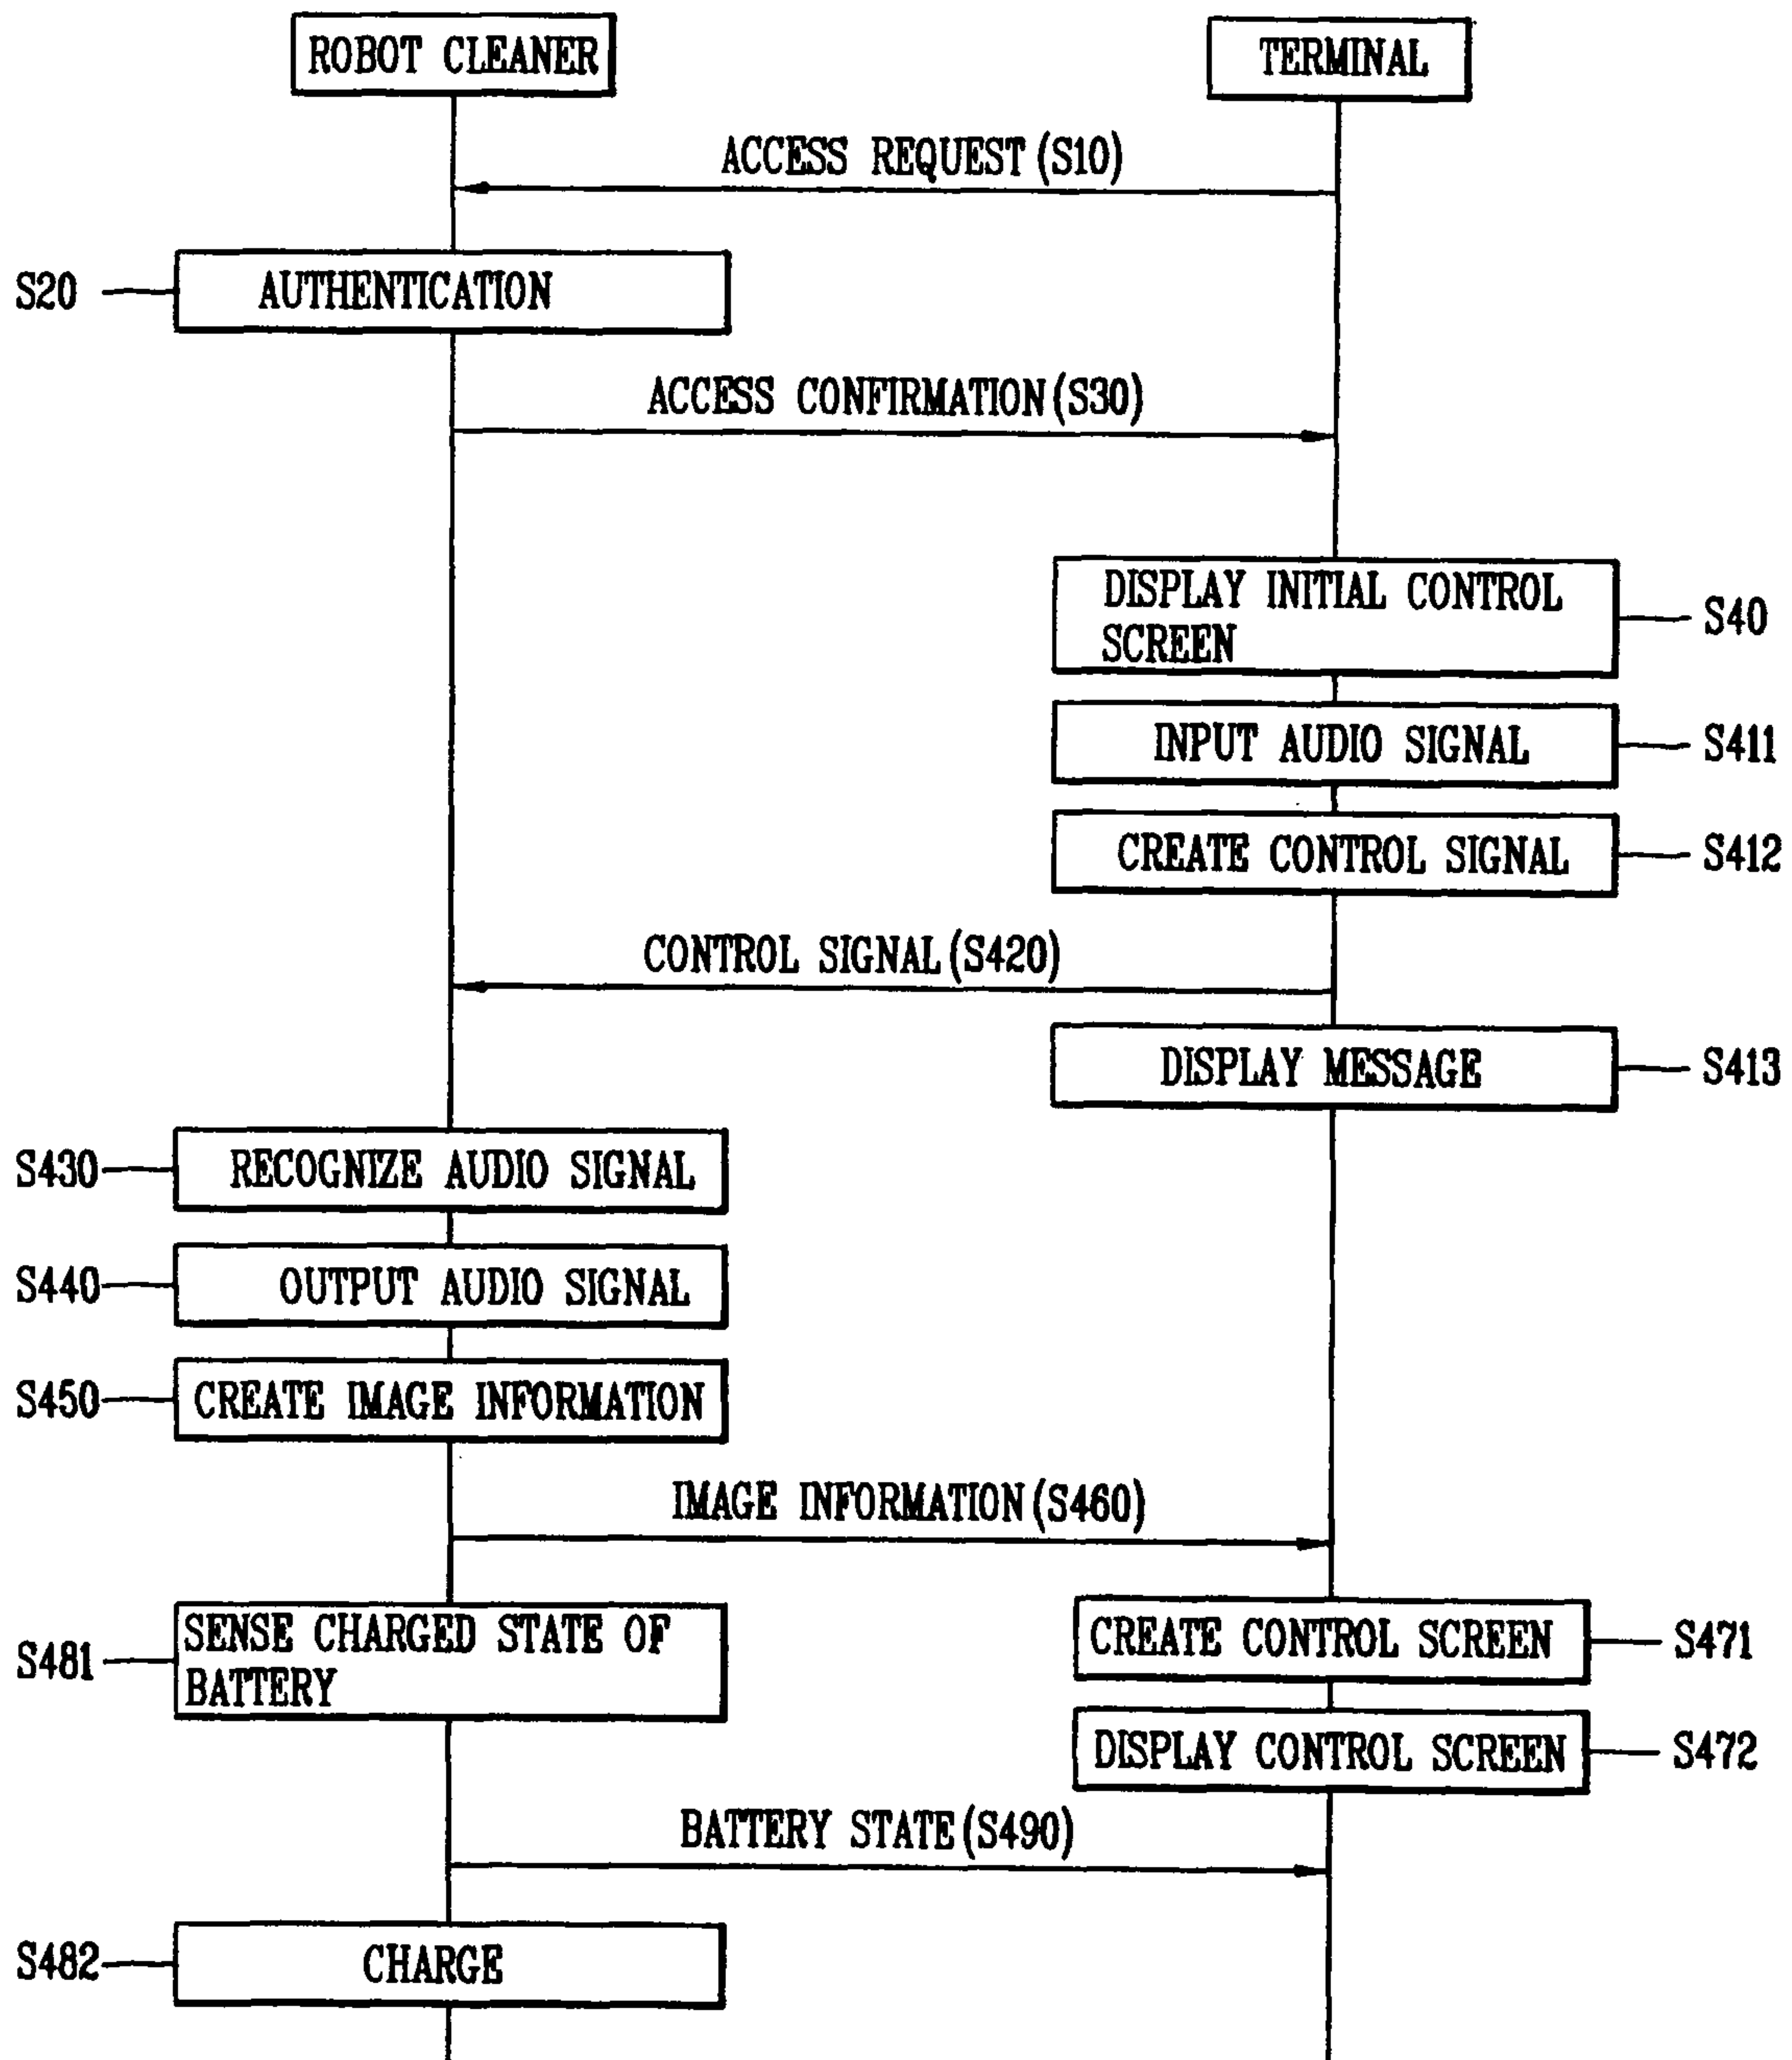 ROBOT CLEANER
TERMINAL
ACCESS REQUEST (S10)
S20
AUTHENTICATION
ACCESS CONFIRMATION (S30)
DISPLAY INITIAL CONTROL
SCREEN
S40
INPUT AUDIO SIGNAL
S411
CREATE CONTROL SIGNAL
S412
CONTROL SIGNAL (S420)
DISPLAY MESSAGE
S413
S430
RECOGNIZE AUDIO SIGNAL
S440
OUTPUT AUDIO SIGNAL
S450
CREATE IMAGE INFORMATION
IMAGE INFORMATION (S460)
S481
SENSE CHARGED STATE OF
BATTERY
CREATE CONTROL SCREEN
S471
DISPLAY CONTROL SCREEN
S472
BATTERY STATE (S490)
S482
CHARGE